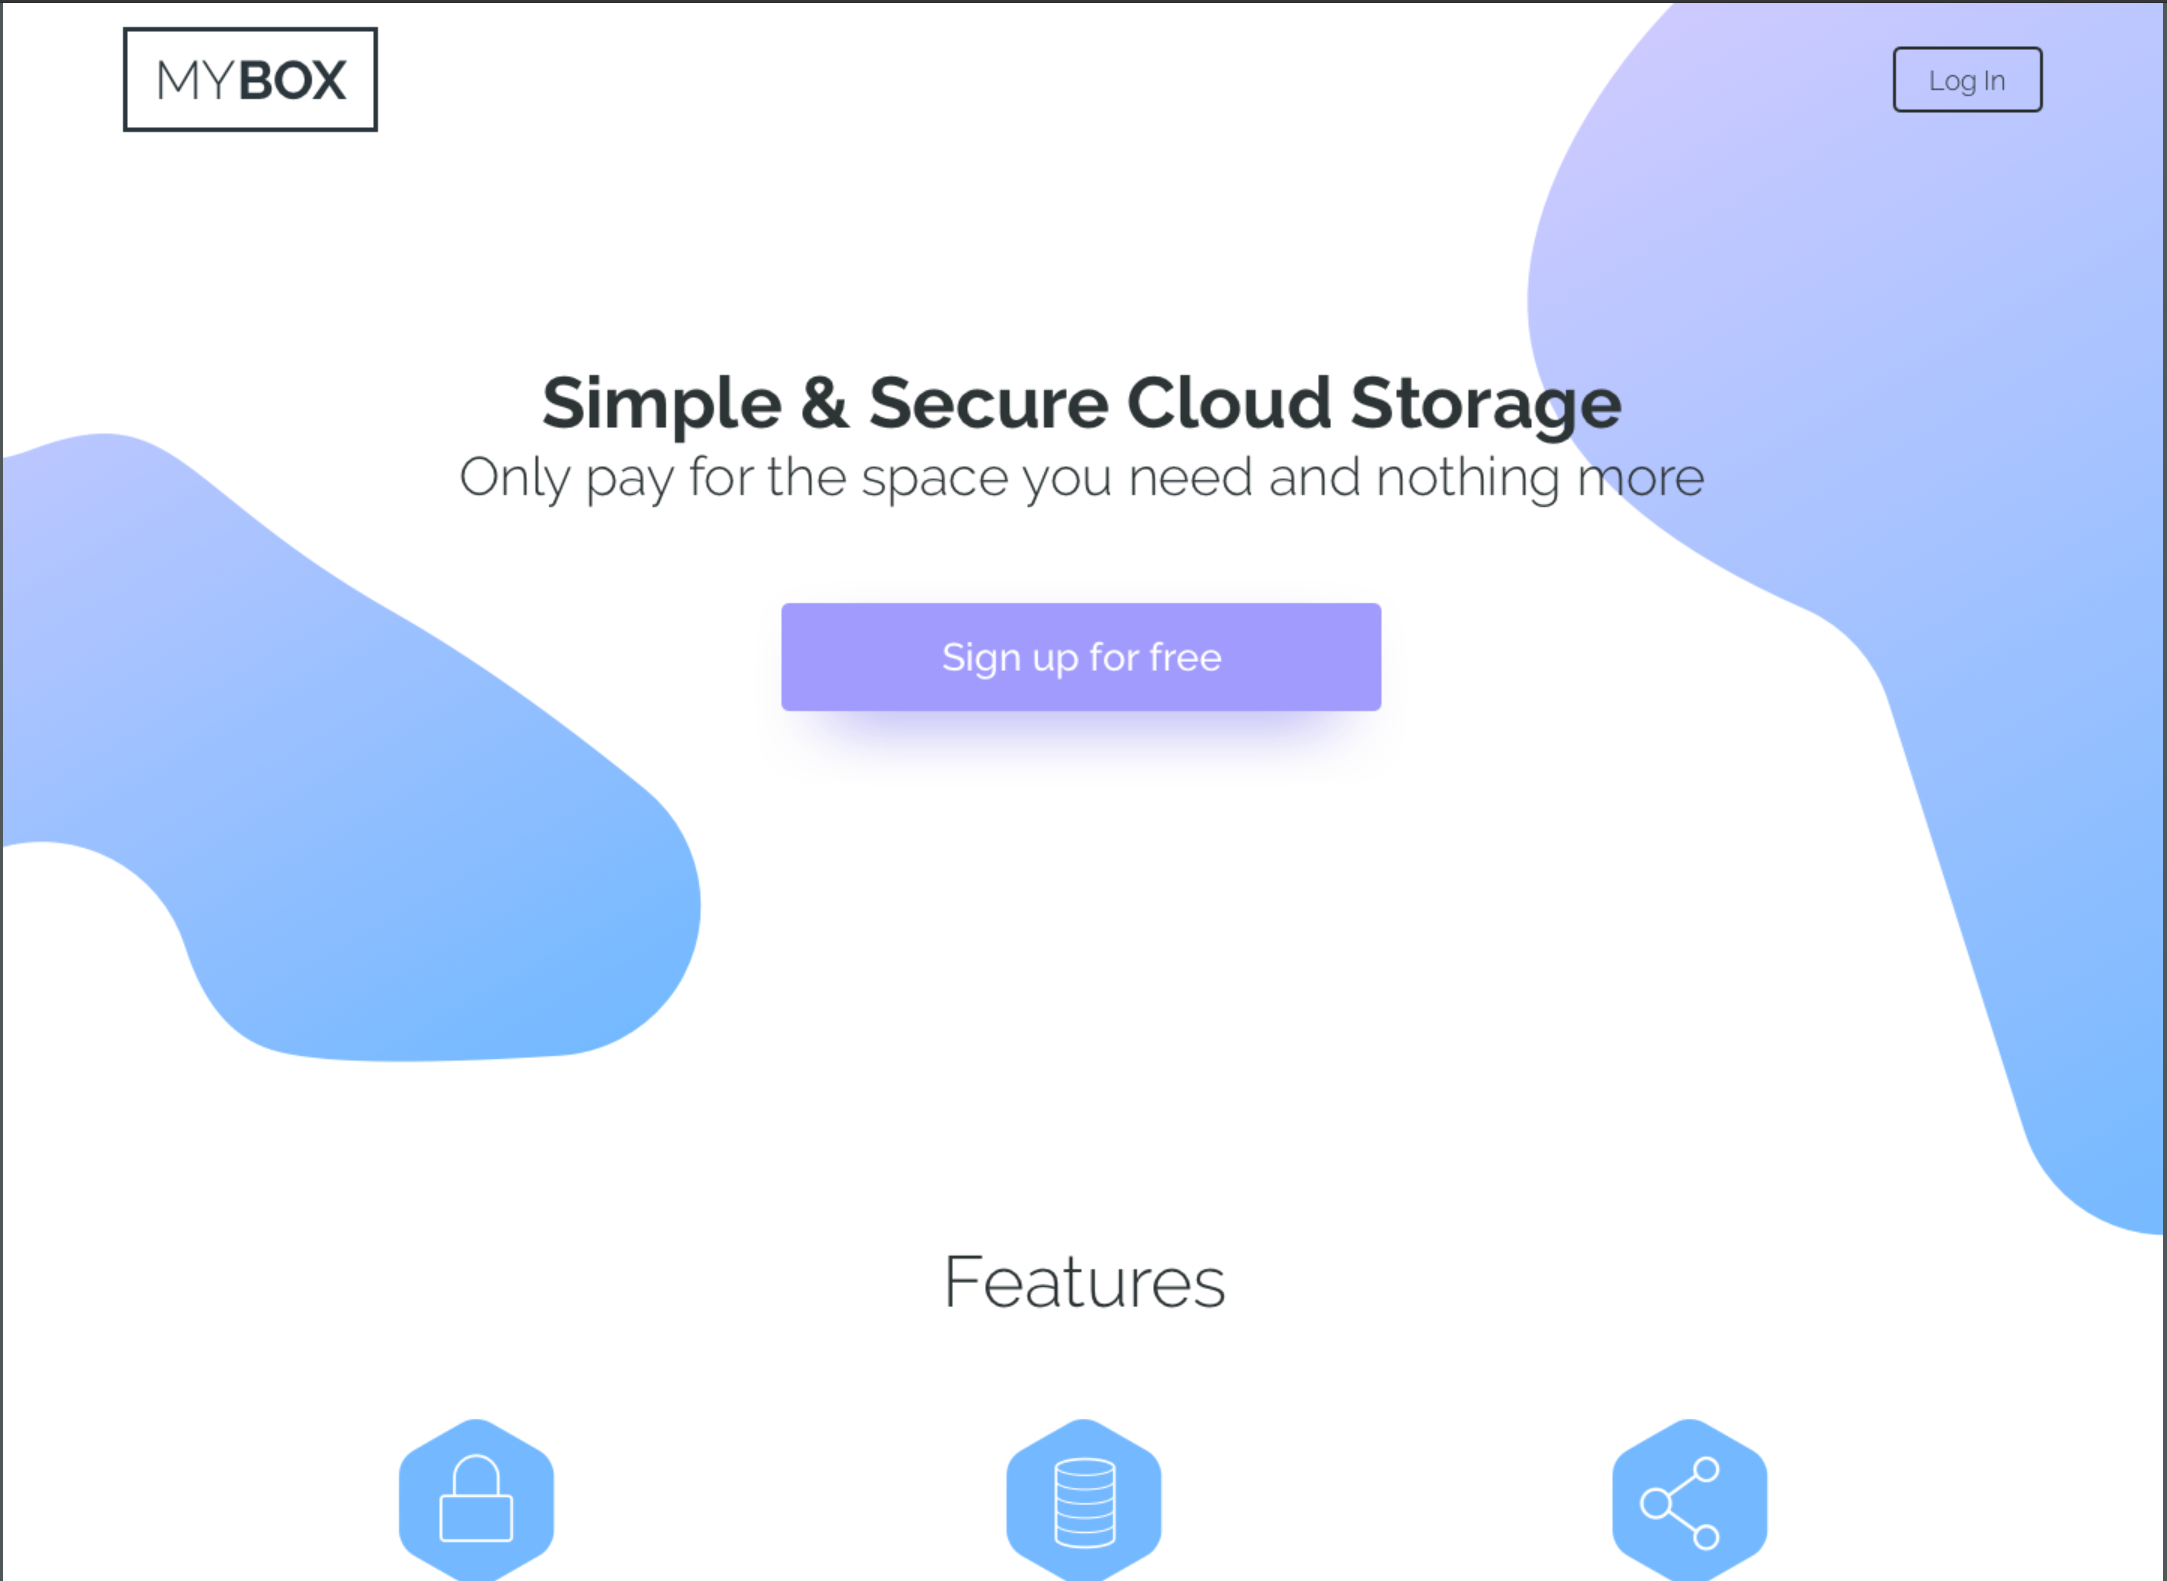 MYBOX
Log In
Simple & Secure Cloud Storage
Only pay for the space you need and nothing more
Sign up for free
Features